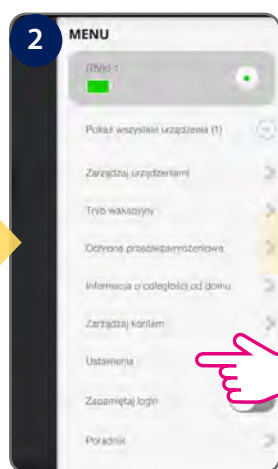 2
MENU
Pokaż wszystkie urządzenia (1)
Zarządzaj urządzeniami
Tryb wakacyjny
Ochrona przeciwzamrożeniowa
Informacja o odległości od domu
Zarządzaj kontem
Ustawienia
Zapamiętaj login
Poradnik